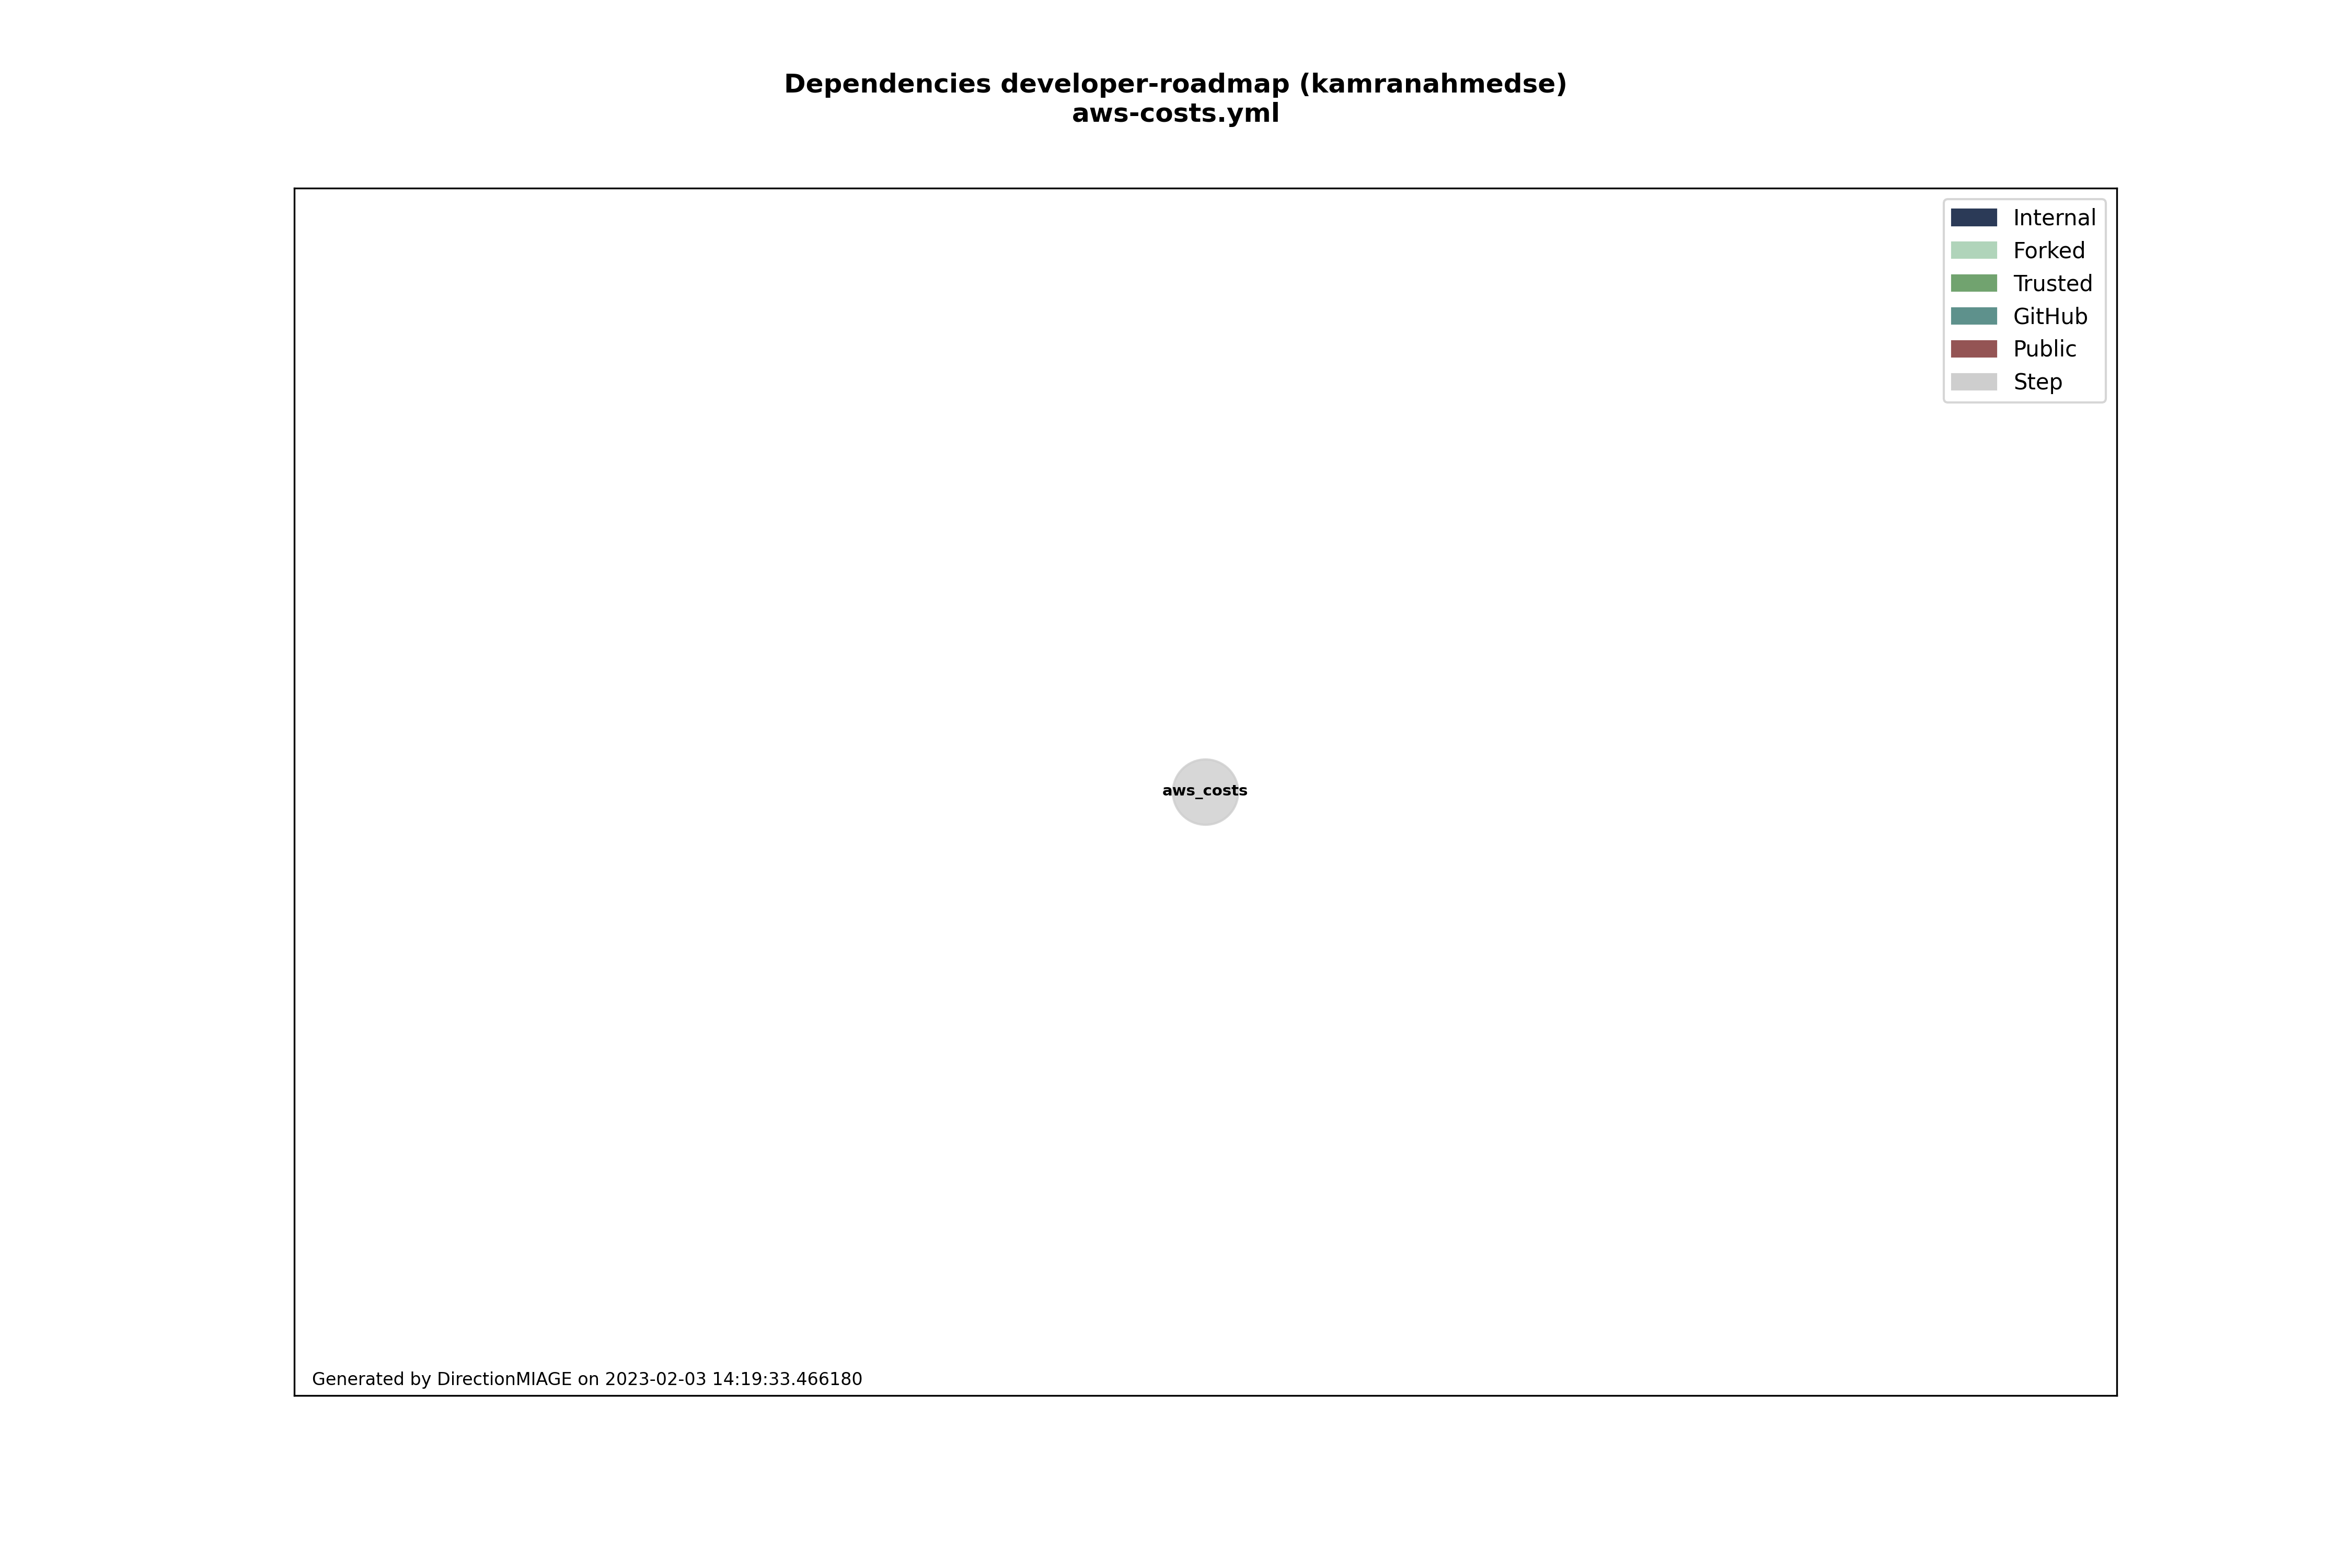 Dependencies developer-roadmap (kamranahmedse)
aws-costs.yml
Internal
Forked
Trusted
GitHub
Public
Step
aws_costs
Generated by DirectionMIAGE on 2023-02-03 14:19:33.466180